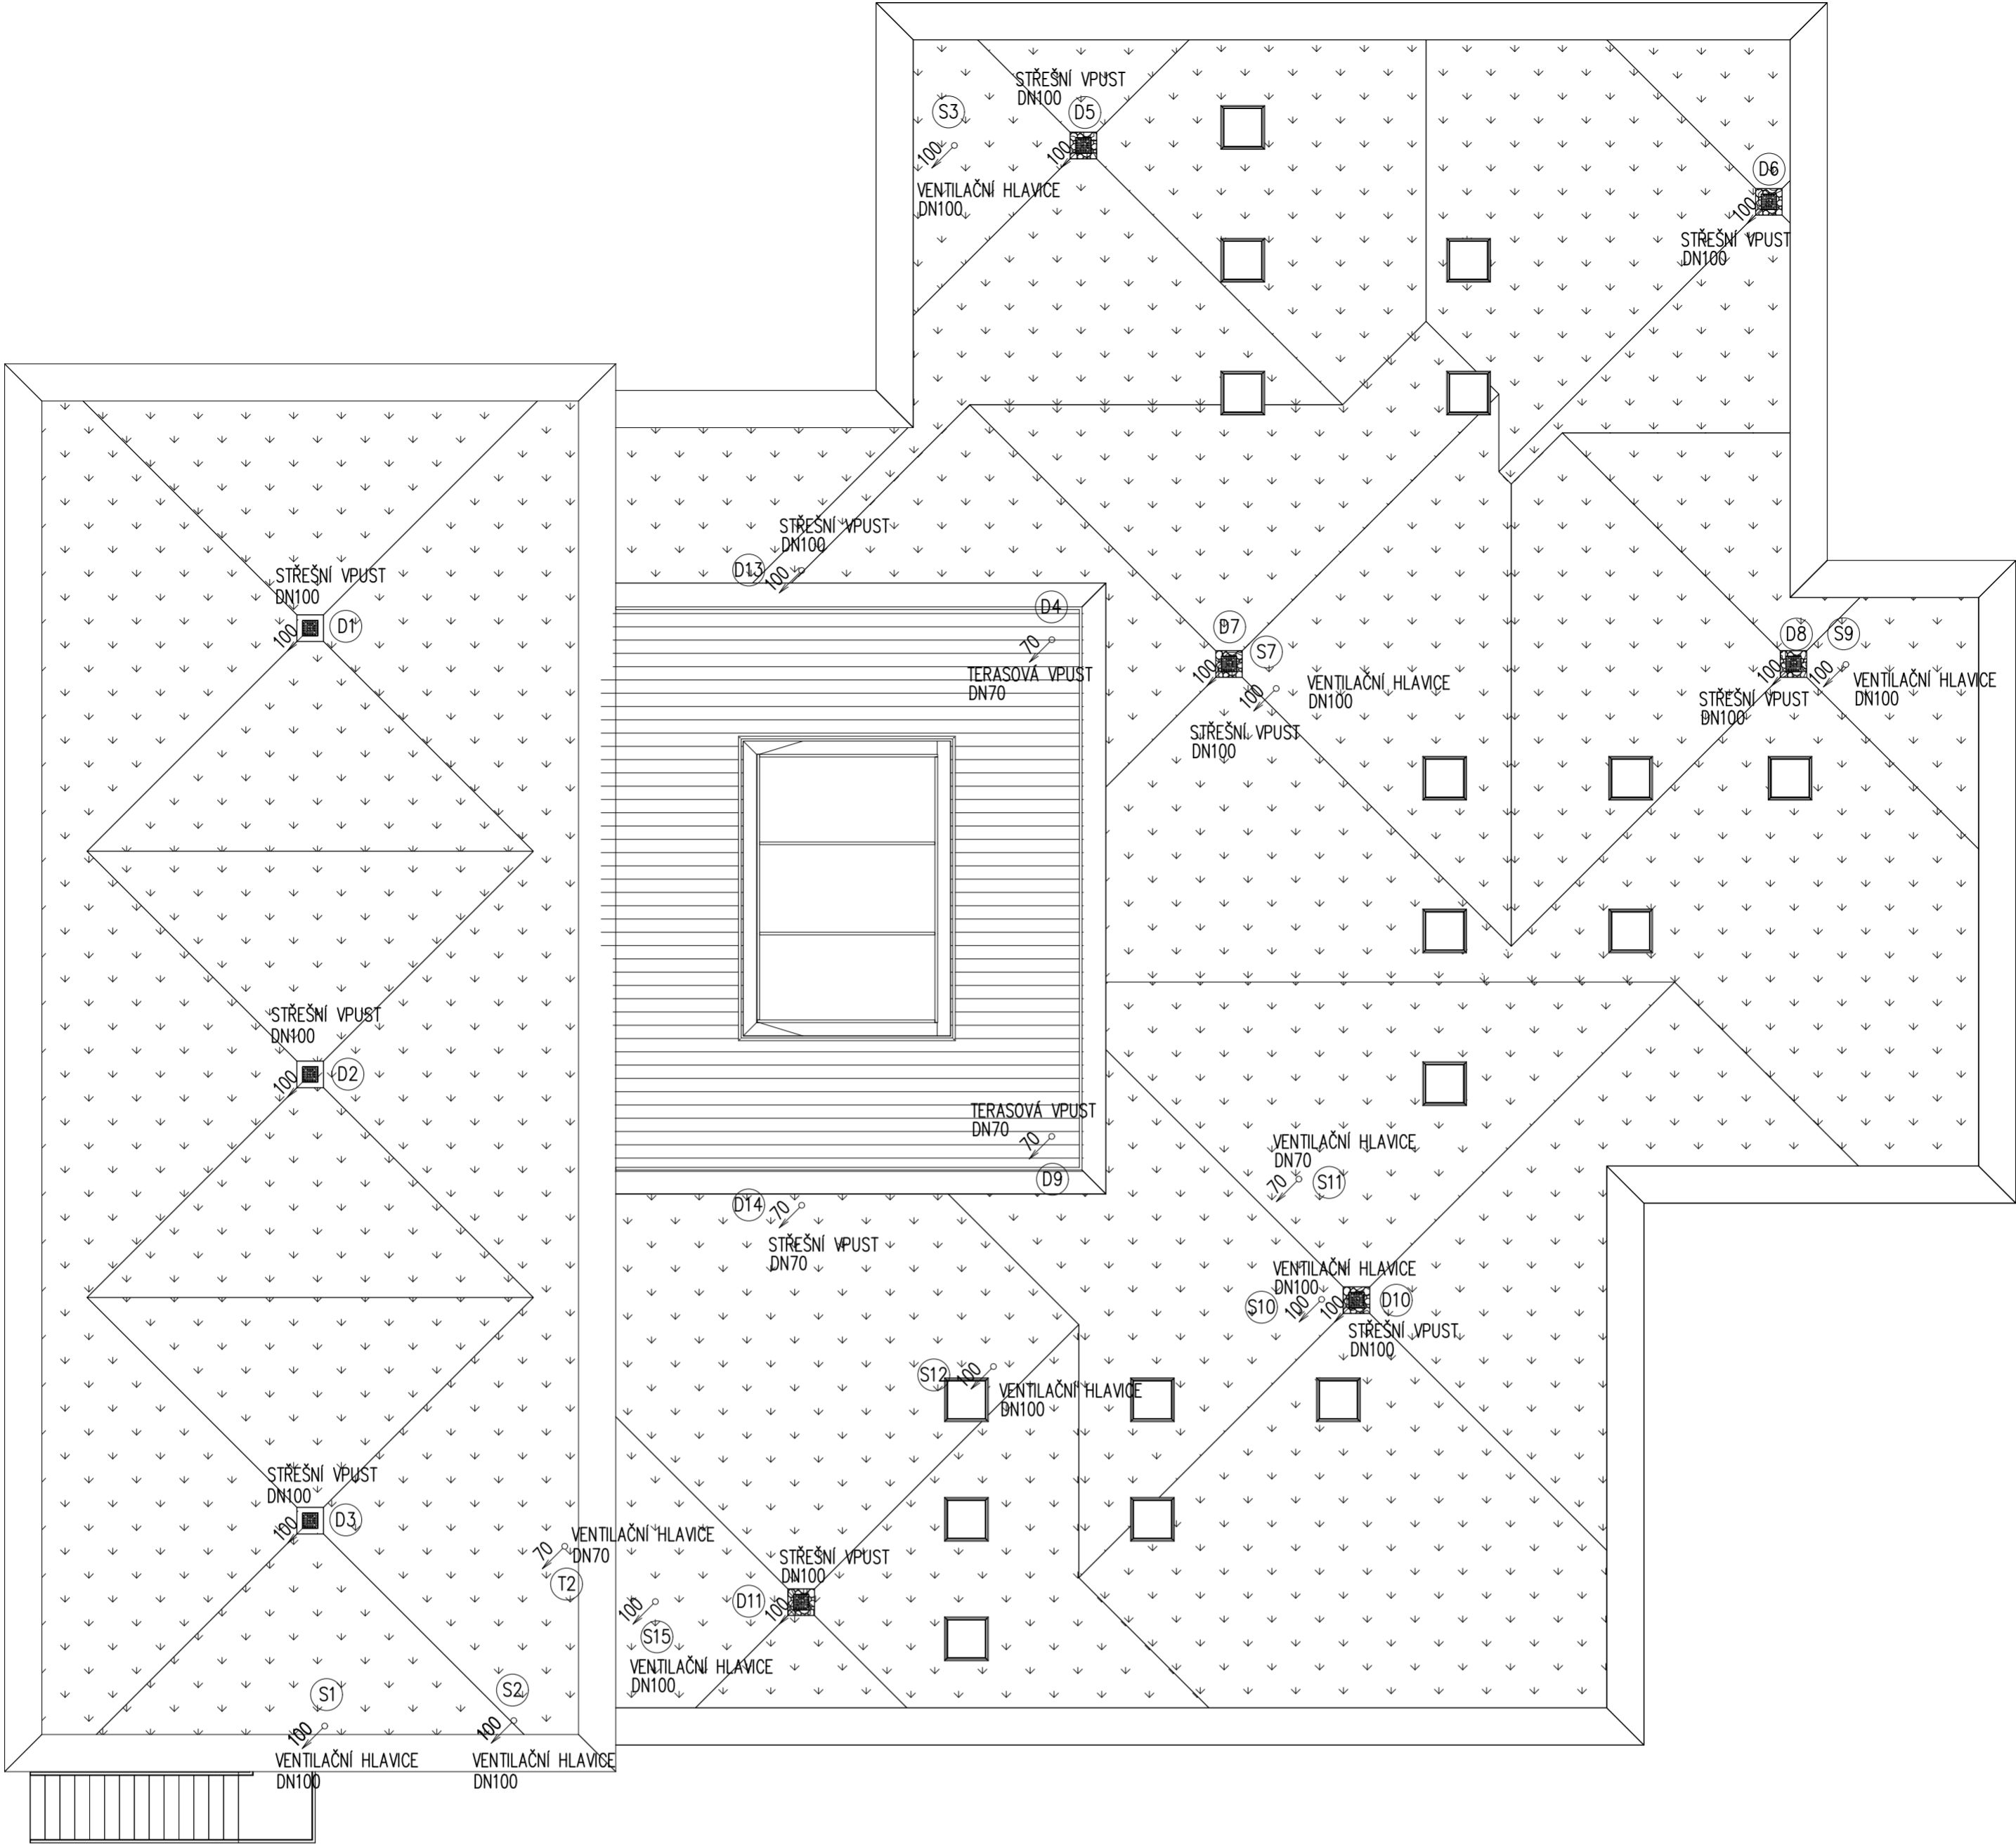 STŘEŠNÍ VPUST
DN100
D5
100
S3
100
VENTILAČNÍ HLAVICE
DN100
D6
100
STŘEŠNÍ VPUST
DN100
STŘEŠNÍ VPUST
DN100
D13
100
STŘEŠNÍ VPUST
DN100
D1
100
D4
70
TERASOVÁ VPUST
DN70
D7
100
STŘEŠNÍ VPUST
DN100
S7
100
VENTILAČNÍ HLAVICE
DN100
D8
100
STŘEŠNÍ VPUST
DN100
S9
100
VENTILAČNÍ HLAVICE
DN100
STŘEŠNÍ VPUST
DN100
D2
100
TERASOVÁ VPUST
DN70
70
D9
D14
70
STŘEŠNÍ VPUST
DN70
VENTILAČNÍ HLAVICE
DN70
70
S11
VENTILAČNÍ HLAVICE
DN100
S10
100
100
D10
STŘEŠNÍ VPUST
DN100
S12
100
VENTILAČNÍ HLAVICE
DN100
STŘEŠNÍ VPUST
DN100
D3
100
VENTILAČNÍ HLAVICE
DN70
70
T2
STŘEŠNÍ VPUST
DN100
D11
100
100
S15
VENTILAČNÍ HLAVICE
DN100
S1
100
VENTILAČNÍ HLAVICE
DN100
S2
100
VENTILAČNÍ HLAVICE
DN100